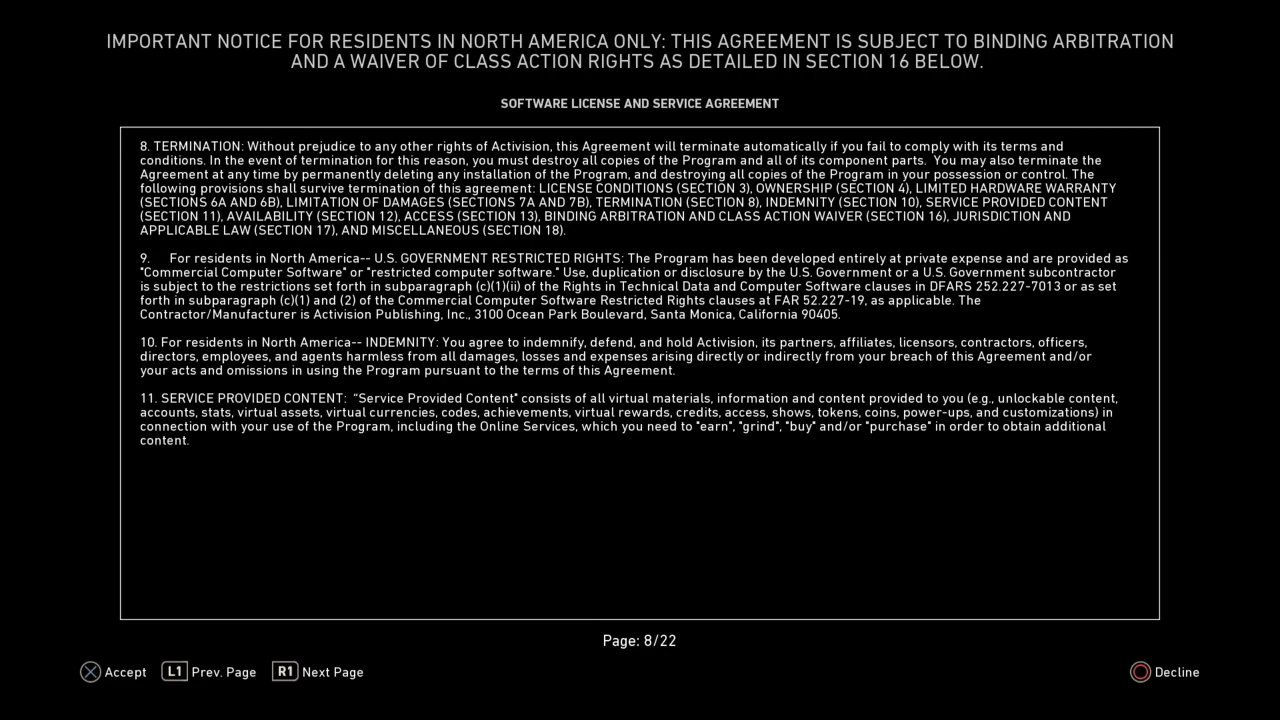 IMPORTANT NOTICE FOR RESIDENTS IN NORTH AMERICA ONLY: THIS AGREEMENT IS SUBJECT TO BINDING ARBITRATION
AND A WAIVER OF CLASS ACTION RIGHTS AS DETAILED IN SECTION 16 BELOW.
SOFTWARE LICENSE AND SERVICE AGREEMENT
8. TERMINATION: Without prejudice to any other rights of Activision, this Agreement will terminate automatically if you fail to comply with its terms and
conditions. In the event of termination for this reason, you must destroy all copies of the Program and all of its component parts.  You may also terminate the
Agreement at any time by permanently deleting any installation of the Program, and destroying all copies of the Program in your possession or control. The
following provisions shall survive termination of this agreement: LICENSE CONDITIONS (SECTION 3), OWNERSHIP (SECTION 4), LIMITED HARDWARE WARRANTY
(SECTIONS 6A AND 6B), LIMITATION OF DAMAGES (SECTIONS 7A AND 7B), TERMINATION (SECTION 8), INDEMNITY (SECTION 10), SERVICE PROVIDED CONTENT
(SECTION 11), AVAILABILITY (SECTION 12), ACCESS (SECTION 13), BINDING ARBITRATION AND CLASS ACTION WAIVER (SECTION 16), JURISDICTION AND
APPLICABLE LAW (SECTION 17), AND MISCELLANEOUS (SECTION 18).
9.     For residents in North America-- U.S. GOVERNMENT RESTRICTED RIGHTS: The Program has been developed entirely at private expense and are provided as
"Commercial Computer Software" or "restricted computer software." Use, duplication or disclosure by the U.S. Government or a U.S. Government subcontractor
is subject to the restrictions set forth in subparagraph (c)(1)(ii) of the Rights in Technical Data and Computer Software clauses in DFARS 252.227-7013 or as set
forth in subparagraph (c)(1) and (2) of the Commercial Computer Software Restricted Rights clauses at FAR 52.227-19, as applicable. The
Contractor/Manufacturer is Activision Publishing, Inc., 3100 Ocean Park Boulevard, Santa Monica, California 90405.
10. For residents in North America-- INDEMNITY: You agree to indemnify, defend, and hold Activision, its partners, affiliates, licensors, contractors, officers,
directors, employees, and agents harmless from all damages, losses and expenses arising directly or indirectly from your breach of this Agreement and/or
your acts and omissions in using the Program pursuant to the terms of this Agreement.
11. SERVICE PROVIDED CONTENT:  “Service Provided Content" consists of all virtual materials, information and content provided to you (e.g., unlockable content,
accounts, stats, virtual assets, virtual currencies, codes, achievements, virtual rewards, credits, access, shows, tokens, coins, power-ups, and customizations) in
connection with your use of the Program, including the Online Services, which you need to "earn", "grind", "buy" and/or "purchase" in order to obtain additional
content.
Page: 8/22
Accept L1 Prev. Page R1 Next Page Decline